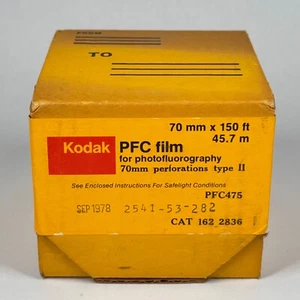 FROM
TO
70 mm x 150 ft
45.7 m
Kodak
PFC film
for photofluorography
70mm perforations type II
See Enclosed Instructions For Safelight Conditions
PFC475
SEP 1978 2541-53-282
CAT 162 2836